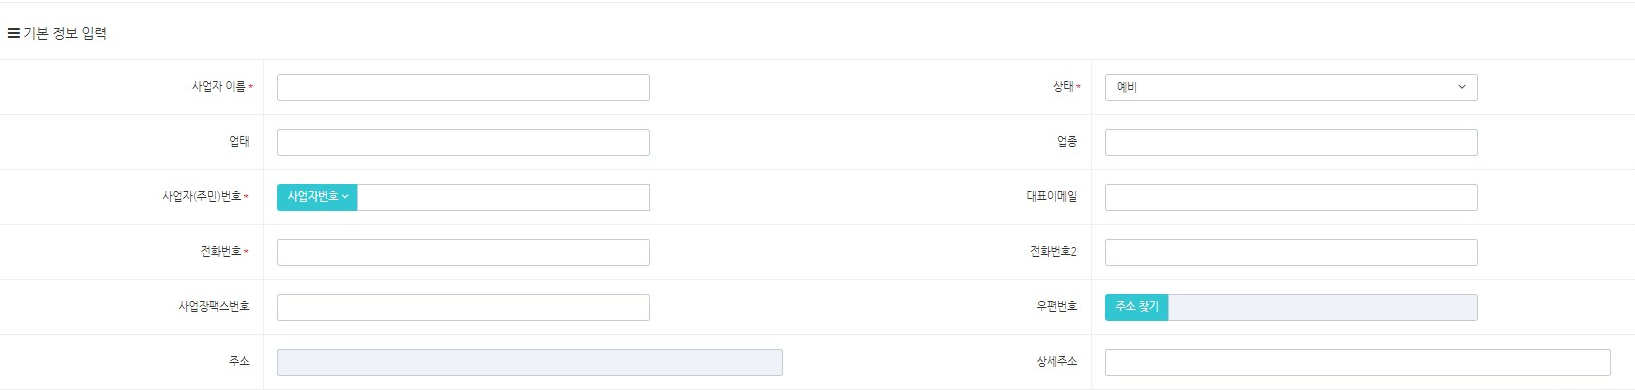 기본 정보 입력
사업자 이름 *
상태 * 예비
업태
업종
사업자(주민)번호 * 사업자번호
대표이메일
전화번호 *
전화번호2
사업장팩스번호
우편번호 주소 찾기
주소
상세주소